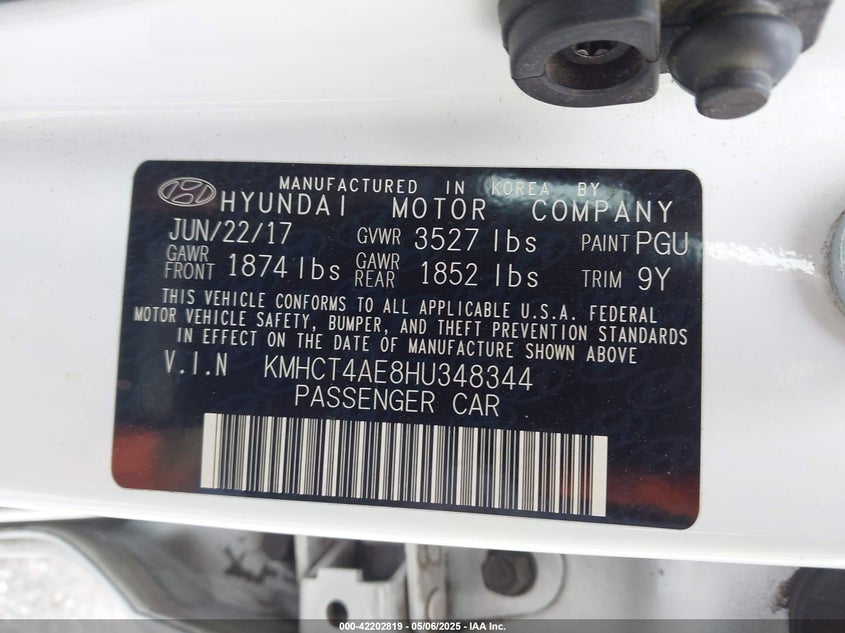 MANUFACTURED IN KOREA BY
HYUNDAI MOTOR COMPANY
JUN/22/17 GVWR 3527 lbs PAINT PGU
GAWR FRONT 1874 lbs GAWR REAR 1852 lbs TRIM 9Y
THIS VEHICLE CONFORMS TO ALL APPLICABLE U.S.A. FEDERAL
MOTOR VEHICLE SAFETY, BUMPER, AND THEFT PREVENTION STANDARDS
IN EFFECT ON THE DATE OF MANUFACTURE SHOWN ABOVE
V.I.N KMHCT4AE8HU348344
PASSENGER CAR
000-42202819 - 05/06/2025 - IAA Inc.